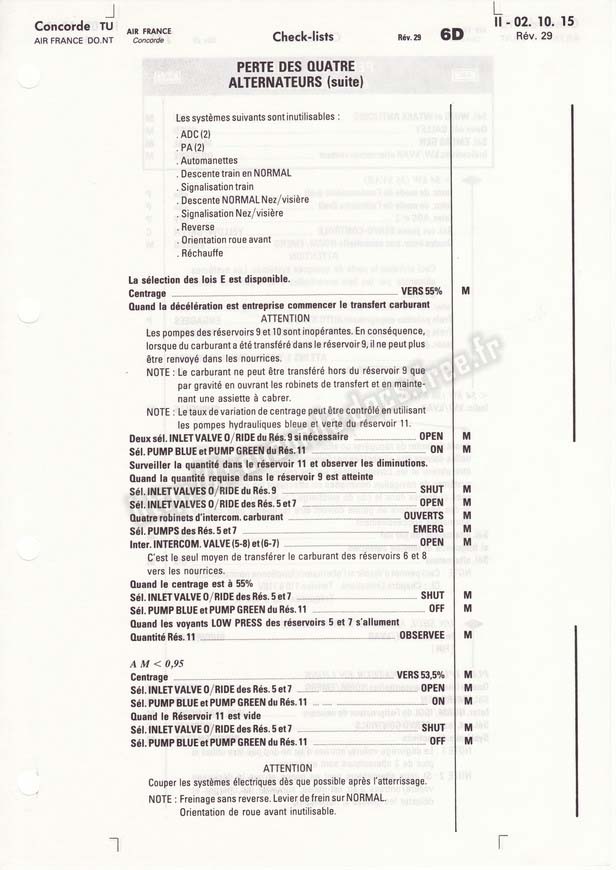 Concorde TU
AIR FRANCE DO.NT
AIR FRANCE
Concorde
Check-lists
Rév. 29
6D
II - 02. 10. 15
Rév. 29
PERTE DES QUATRE
ALTERNATEURS (suite)
Les systèmes suivants sont inutilisables :
. ADC (2)
. PA (2)
. Automanettes
. Descente train en NORMAL
. Signalisation train
. Descente NORMAL Nez/visière
. Signalisation Nez/visière
. Reverse
. Orientation roue avant
. Réchauffe
La sélection des lois E est disponible.
Centrage VERS 55% M
Quand la décélération est entreprise commencer le transfert carburant
ATTENTION
Les pompes des réservoirs 9 et 10 sont inopérantes. En conséquence,
lorsque du carburant a été transféré dans le réservoir 9, il ne peut plus
être renvoyé dans les nourrices.
NOTE : Le carburant ne peut être transféré hors du réservoir 9 que
par gravité en ouvrant les robinets de transfert et en mainte-
nant une assiette à cabrer.
NOTE : Le taux de variation de centrage peut être contrôlé en utilisant
les pompes hydrauliques bleue et verte du réservoir 11.
Deux sél. INLET VALVE O/RIDE du Rés. 9 si nécessaire OPEN M
Sél. PUMP BLUE et PUMP GREEN du Rés. 11 ON M
Surveiller la quantité dans le réservoir 11 et observer les diminutions.
Quand la quantité requise dans le réservoir 9 est atteinte
Sél. INLET VALVES O/RIDE du Rés. 9 SHUT M
Sél. INLET VALVES O/RIDE des Rés. 5 et 7 OPEN M
Quatre robinets d'intercom. carburant OUVERTS M
Sél. PUMPS des Rés. 5 et 7 EMERG M
Inter. INTERCOM. VALVE (5-8) et (6-7) OPEN M
C'est le seul moyen de transférer le carburant des réservoirs 6 et 8
vers les nourrices.
Quand le centrage est à 55%
Sél. INLET VALVE O/RIDE des Rés. 5 et 7 SHUT M
Sél. PUMP BLUE et PUMP GREEN du Rés. 11 OFF M
Quand les voyants LOW PRESS des réservoirs 5 et 7 s'allument
Quantité Rés. 11 OBSERVEE M
A M < 0,95
Centrage VERS 53,5% M
Sél. INLET VALVE O/RIDE des Rés. 5 et 7 OPEN M
Sél. PUMP BLUE et PUMP GREEN du Rés. 11 ON M
Quand le Réservoir 11 est vide
Sél. INLET VALVE O/RIDE des Rés. 5 et 7 SHUT M
Sél. PUMP BLUE et PUMP GREEN du Rés. 11 OFF M
ATTENTION
Couper les systèmes électriques dès que possible après l'atterrissage.
NOTE : Freinage sans reverse. Levier de frein sur NORMAL.
Orientation de roue avant inutilisable.